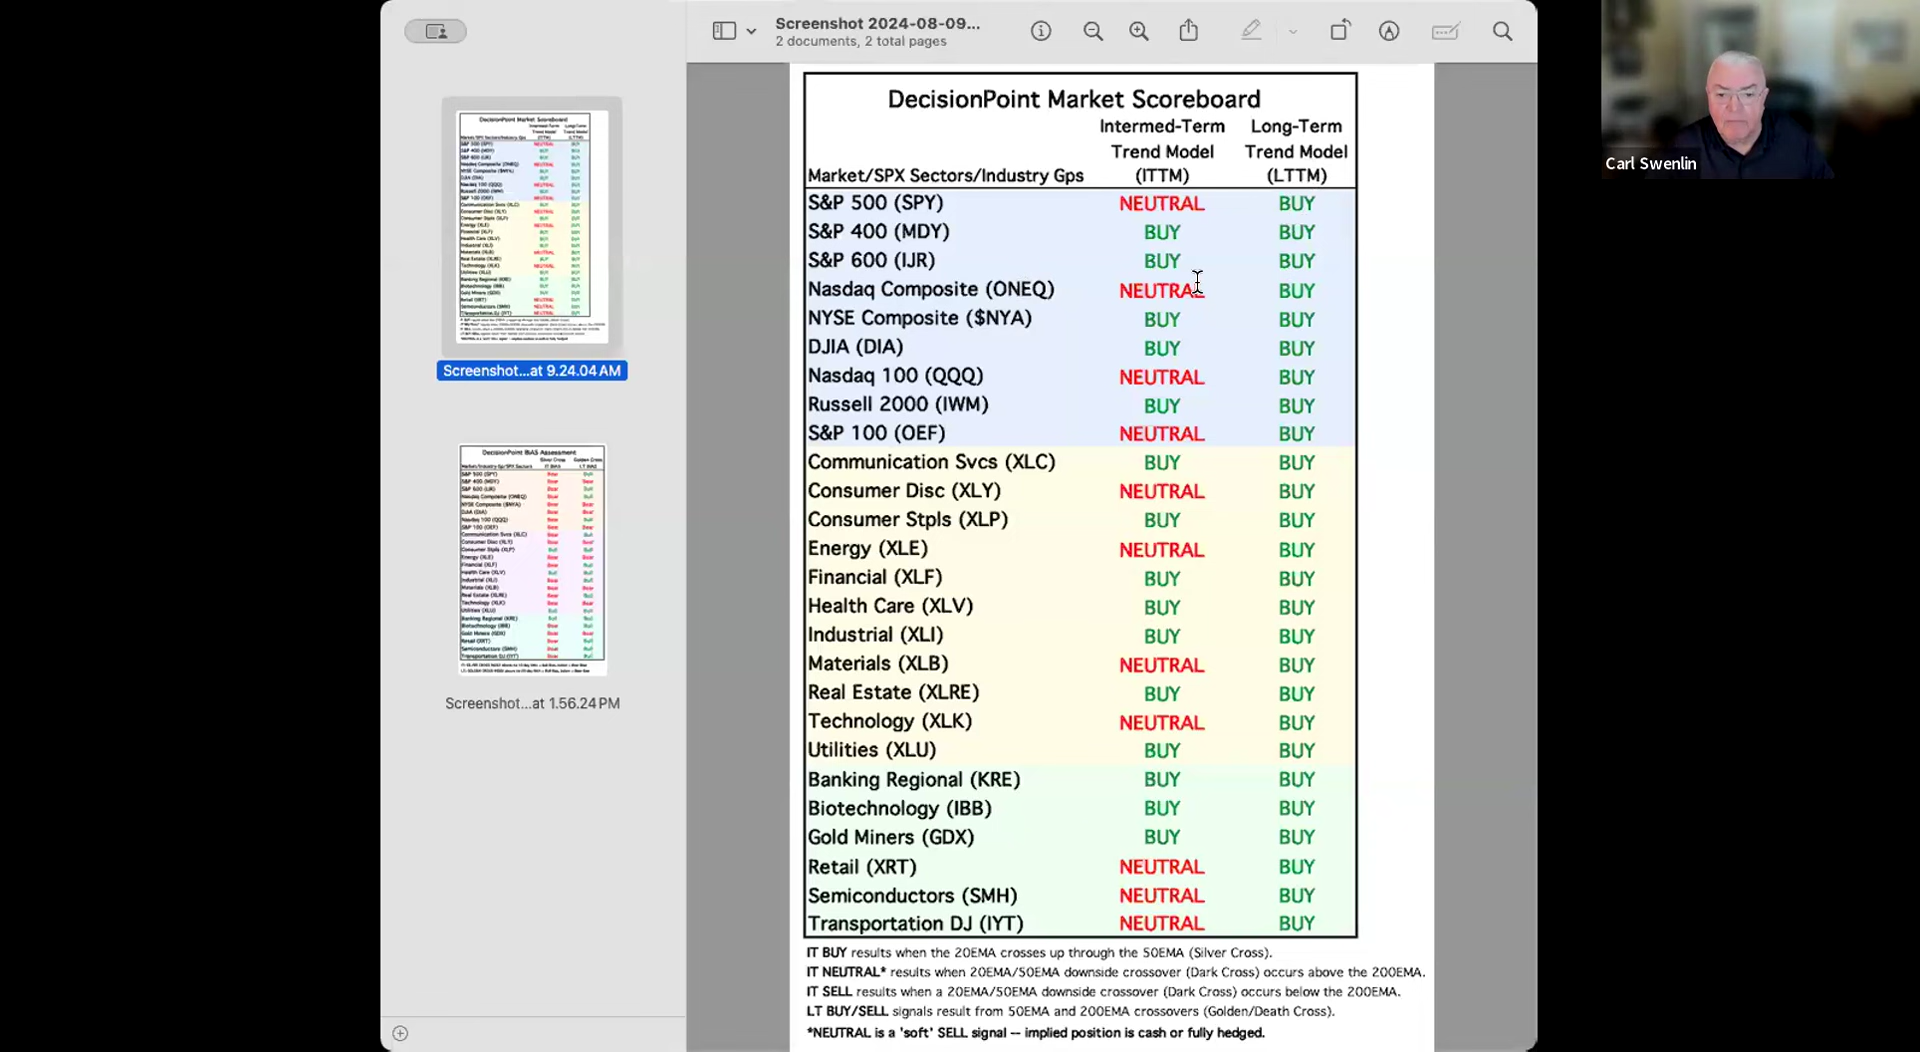 Screenshot 2024-08-09...
2 documents, 2 total pages
Carl Swenlin
Screenshot...at 9.24.04 AM
Screenshot...at 1.56.24 PM
DecisionPoint Market Scoreboard
Intermed-Term Long-Term
Trend Model Trend Model
Market/SPX Sectors/Industry Gps (ITTM) (LTTM)
S&P 500 (SPY) NEUTRAL BUY
S&P 400 (MDY) BUY BUY
S&P 600 (IJR) BUY BUY
Nasdaq Composite (ONEQ) NEUTRAL BUY
NYSE Composite ($NYA) BUY BUY
DJIA (DIA) BUY BUY
Nasdaq 100 (QQQ) NEUTRAL BUY
Russell 2000 (IWM) BUY BUY
S&P 100 (OEF) NEUTRAL BUY
Communication Svcs (XLC) BUY BUY
Consumer Disc (XLY) NEUTRAL BUY
Consumer Stpls (XLP) BUY BUY
Energy (XLE) NEUTRAL BUY
Financial (XLF) BUY BUY
Health Care (XLV) BUY BUY
Industrial (XLI) BUY BUY
Materials (XLB) NEUTRAL BUY
Real Estate (XLRE) BUY BUY
Technology (XLK) NEUTRAL BUY
Utilities (XLU) BUY BUY
Banking Regional (KRE) BUY BUY
Biotechnology (IBB) BUY BUY
Gold Miners (GDX) BUY BUY
Retail (XRT) NEUTRAL BUY
Semiconductors (SMH) NEUTRAL BUY
Transportation DJ (IYT) NEUTRAL BUY
IT BUY results when the 20EMA crosses up through the 50EMA (Silver Cross).
IT NEUTRAL* results when 20EMA/50EMA downside crossover (Dark Cross) occurs above the 200EMA.
IT SELL results when a 20EMA/50EMA downside crossover (Dark Cross) occurs below the 200EMA.
LT BUY/SELL signals result from 50EMA and 200EMA crossovers (Golden/Death Cross).
*NEUTRAL is a 'soft' SELL signal -- implied position is cash or fully hedged.